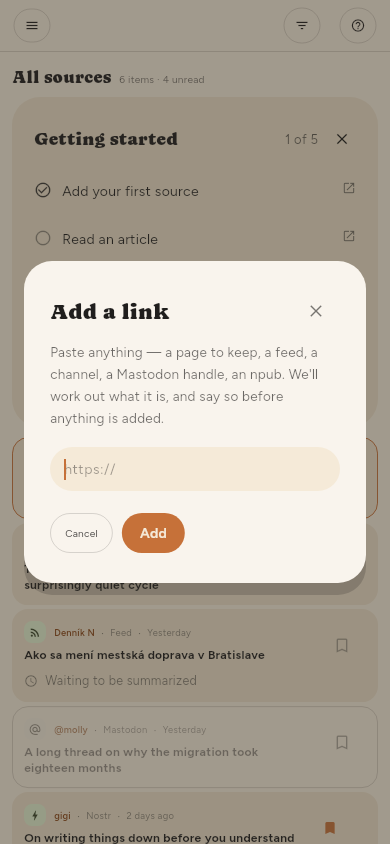 All sources 6 items · 4 unread
Getting started 1 of 5
Add your first source
Read an article
Add a link
Paste anything — a page to keep, a feed, a
channel, a Mastodon handle, an npub. We'll
work out what it is, and say so before
anything is added.
https://
Cancel Add
surprisingly quiet cycle
Denník N · Feed · Yesterday
Ako sa mení mestská doprava v Bratislave
Waiting to be summarized
@molly · Mastodon · Yesterday
A long thread on why the migration took
eighteen months
gigi · Nostr · 2 days ago
On writing things down before you understand